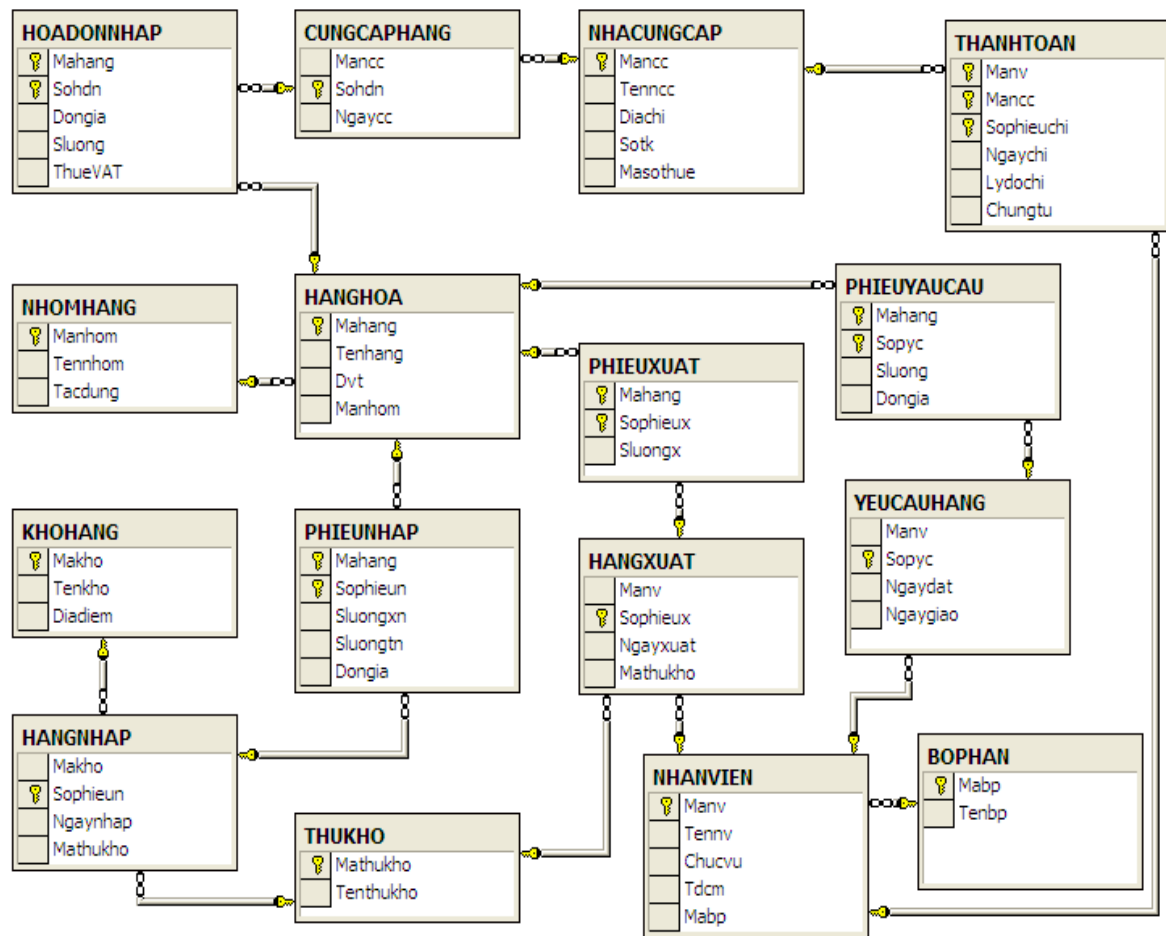 HOADONNHAP
Mahang
Sohdn
Dongia
Sluong
ThueVAT
CUNGCAPHANG
Mancc
Sohdn
Ngaycc
NHACUNGCAP
Mancc
Tenncc
Diachi
Sotk
Masothue
THANHTOAN
Manv
Mancc
Sophieuchi
Ngaychi
Lydochi
Chungtu
NHOMHANG
Manhom
Tennhom
Tacdung
HANGHOA
Mahang
Tenhang
Dvt
Manhom
PHIEUXUAT
Mahang
Sophieux
Sluongx
PHIEUYAUCAU
Mahang
Sopyc
Sluong
Dongia
KHOHANG
Makho
Tenkho
Diadiem
PHIEUNHAP
Mahang
Sophieun
Sluongxn
Sluongtn
Dongia
HANGXUAT
Manv
Sophieux
Ngayxuat
Mathukho
YEUCAUHANG
Manv
Sopyc
Ngaydat
Ngaygiao
HANGNHAP
Makho
Sophieun
Ngaynhap
Mathukho
THUKHO
Mathukho
Tenthukho
NHANVIEN
Manv
Tennv
Chucvu
Tdcm
Mabp
BOPHAN
Mabp
Tenbp